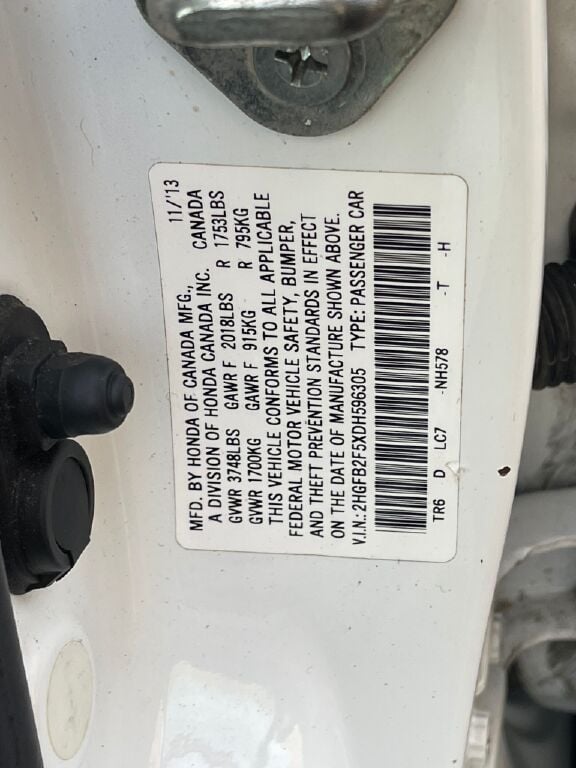 MFD. BY HONDA OF CANADA MFG., 11/'13
A DIVISION OF HONDA CANADA INC. CANADA
GVWR 3748LBS GAWR F 2018LBS R 1753LBS
GVWR 1700KG GAWR F 915KG R 795KG
THIS VEHICLE CONFORMS TO ALL APPLICABLE
FEDERAL MOTOR VEHICLE SAFETY, BUMPER,
AND THEFT PREVENTION STANDARDS IN EFFECT
ON THE DATE OF MANUFACTURE SHOWN ABOVE.
V.I.N.: 2HGFB2F5XDH596305 TYPE: PASSENGER CAR
TR6 D LC7 -NH578 -T -H